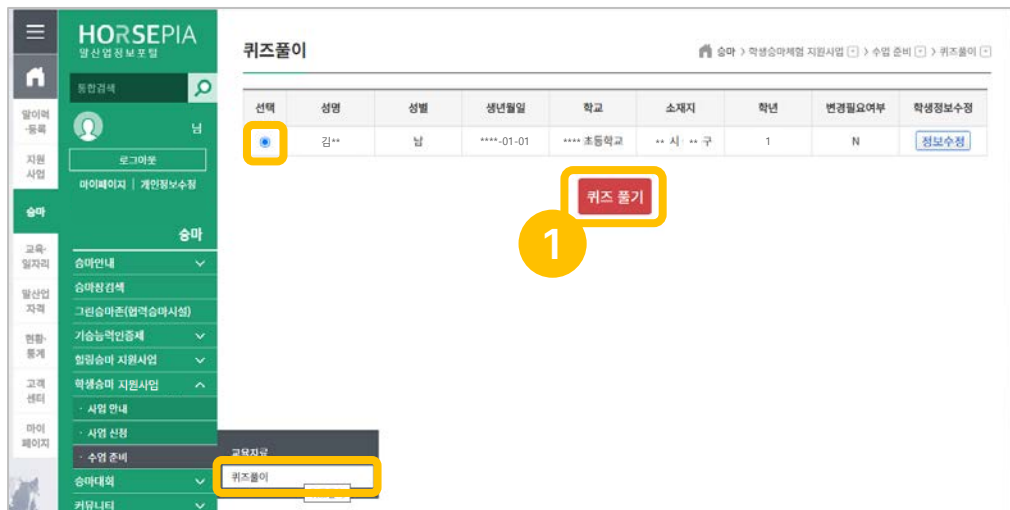 HORSEPIA
말산업정보포털
통합검색
님
로그아웃
마이페이지 | 개인정보수정
말이력
·등록
지원
사업
승마
교육·
일자리
말산업
자격
현황·
통계
고객
센터
마이
페이지
승마
승마안내
승마장검색
그린승마존(협력승마시설)
기승능력인증제
힐링승마 지원사업
학생승마 지원사업
· 사업 안내
· 사업 신청
· 수업 준비
승마대회
커뮤니티
교육자료
퀴즈풀이
퀴즈풀이
승마 > 학생승마체험 지원사업 > 수업 준비 > 퀴즈풀이
선택 성명 성별 생년월일 학교 소재지 학년 변경필요여부 학생정보수정
김** 남 ****-01-01 **** 초등학교 ** 시 ** 구 1 N 정보수정
퀴즈 풀기
1